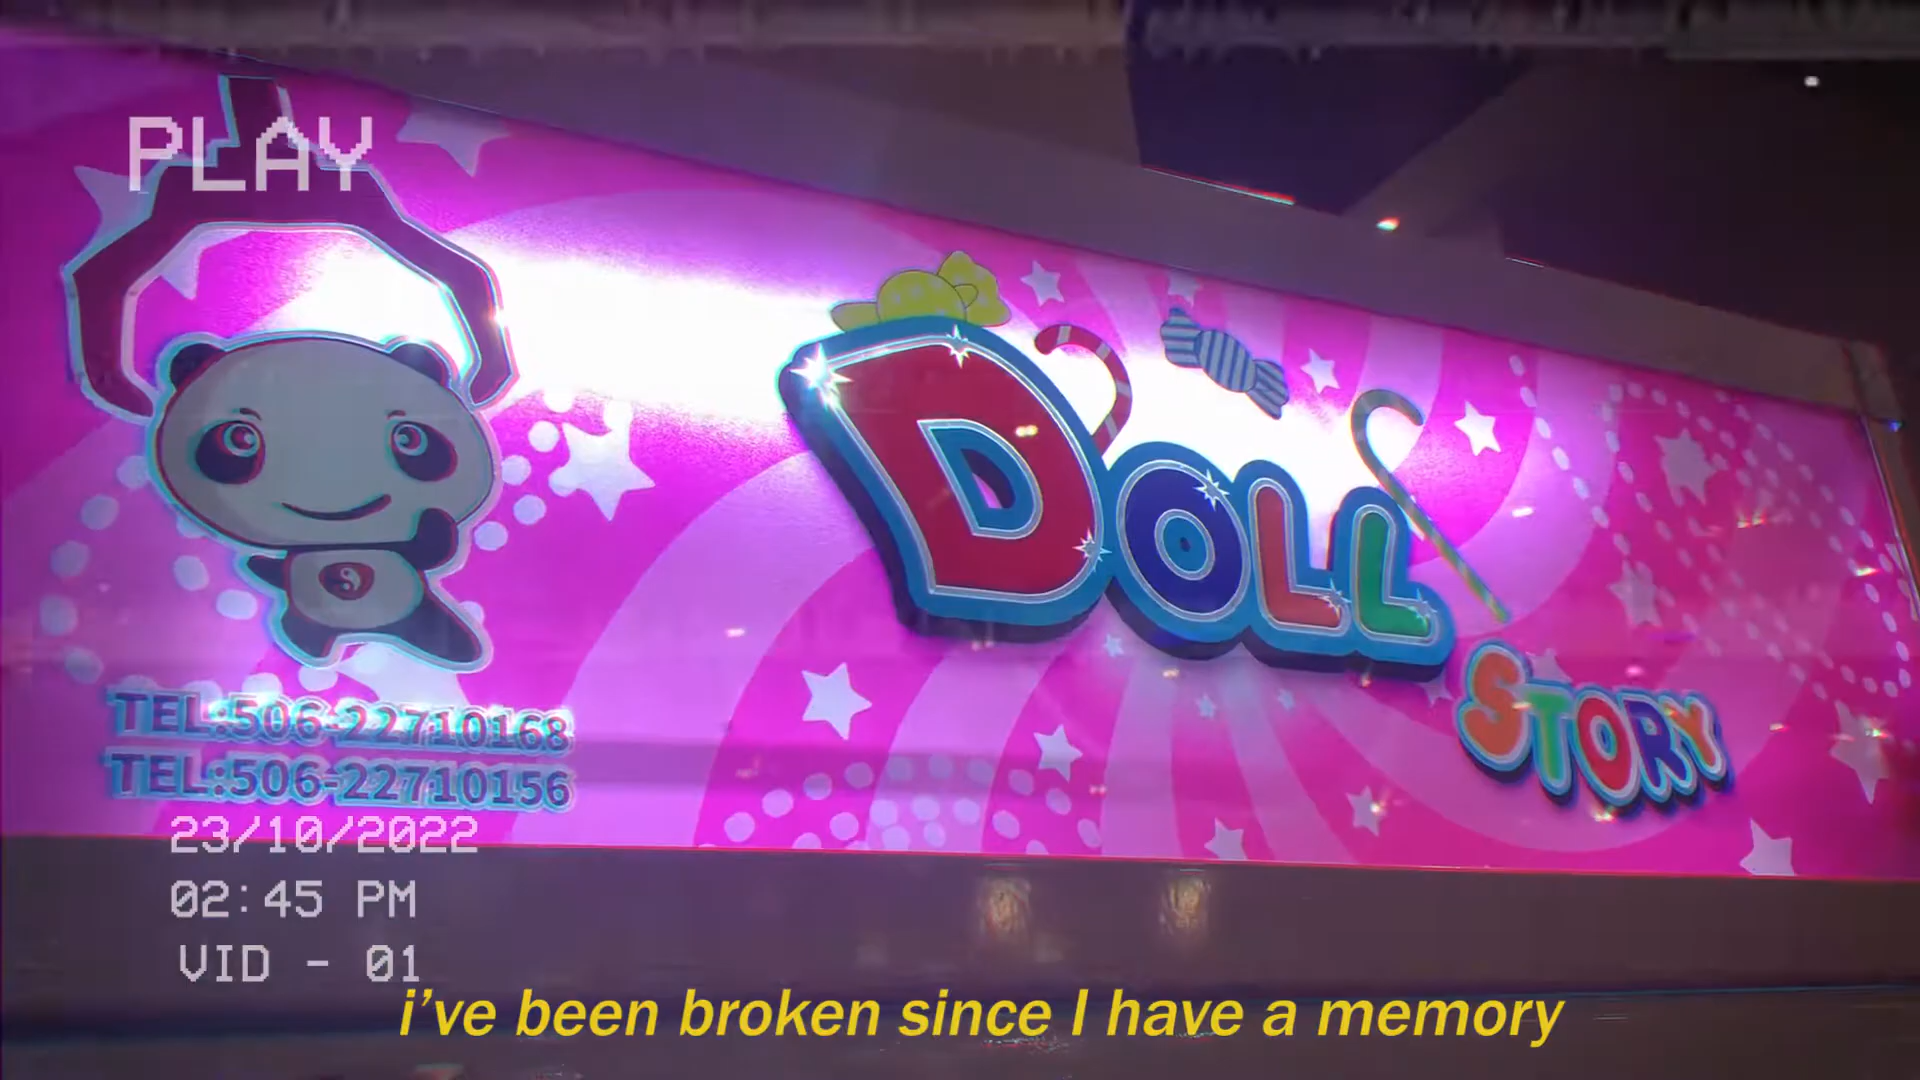 PLAY
DOLL
STORY
TEL:506-22710168
TEL:506-22710156
23/10/2022
02:45 PM
VID - 01
i've been broken since I have a memory